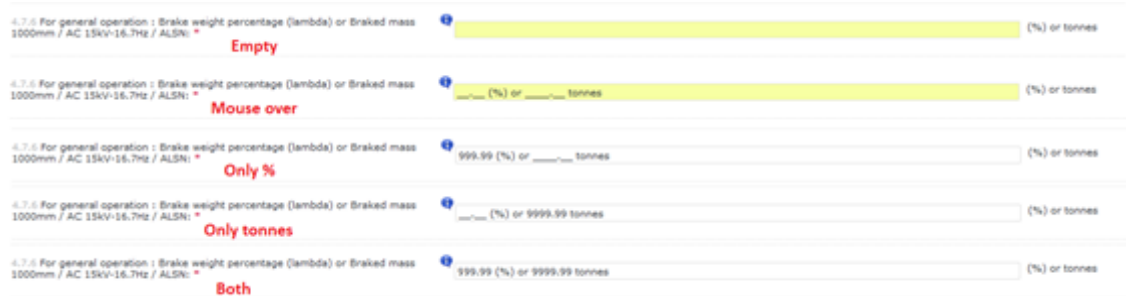 4.7.6 For general operation : Brake weight percentage (lambda) or Braked mass
1000mm / AC 15kV-16.7Hz / ALSN: *
(%) or tonnes
Empty
4.7.6 For general operation : Brake weight percentage (lambda) or Braked mass
1000mm / AC 15kV-16.7Hz / ALSN: *
__.__ (%) or ____.__ tonnes
(%) or tonnes
Mouse over
4.7.6 For general operation : Brake weight percentage (lambda) or Braked mass
1000mm / AC 15kV-16.7Hz / ALSN: *
999.99 (%) or ____.__ tonnes
(%) or tonnes
Only %
4.7.6 For general operation : Brake weight percentage (lambda) or Braked mass
1000mm / AC 15kV-16.7Hz / ALSN: *
__.__ (%) or 9999.99 tonnes
(%) or tonnes
Only tonnes
4.7.6 For general operation : Brake weight percentage (lambda) or Braked mass
1000mm / AC 15kV-16.7Hz / ALSN: *
999.99 (%) or 9999.99 tonnes
(%) or tonnes
Both